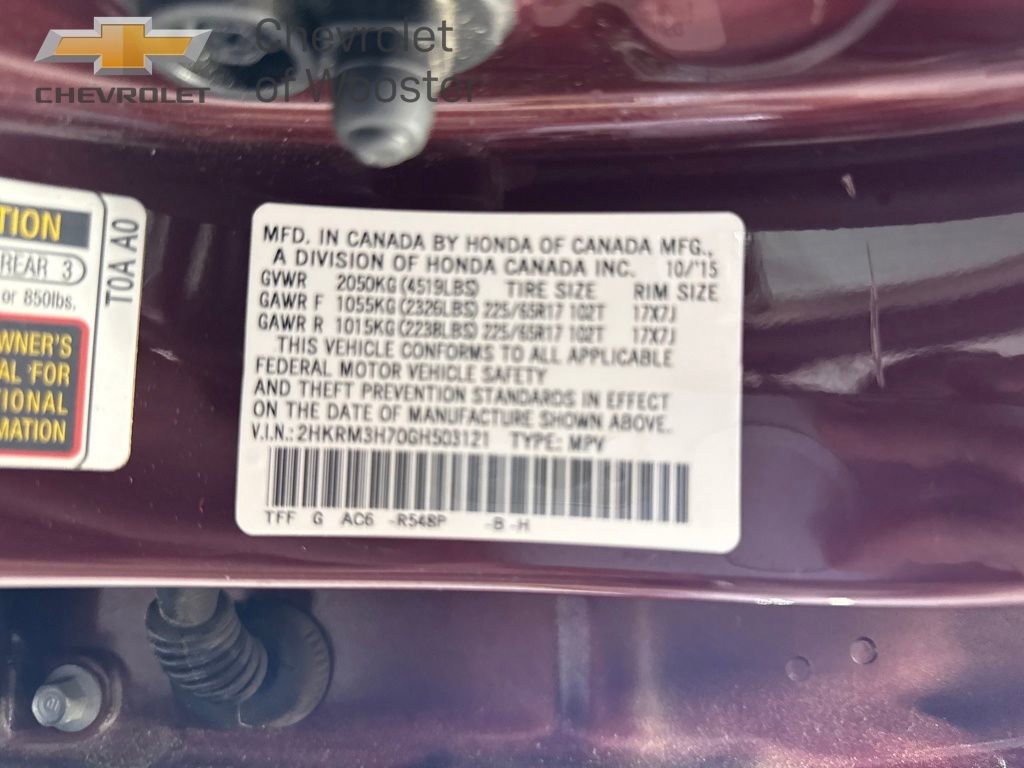 CHEVROLET
Chevrolet
of Wooster
TION
REAR 3
or 850lbs.
WNER'S
AL FOR
TIONAL
MATION
T0A A0
MFD. IN CANADA BY HONDA OF CANADA MFG.,
A DIVISION OF HONDA CANADA INC. 10/'15
GVWR 2050KG(4519LBS) TIRE SIZE RIM SIZE
GAWR F 1055KG(2326LBS) 225/65R17 102T 17X7J
GAWR R 1015KG(2238LBS) 225/65R17 102T 17X7J
THIS VEHICLE CONFORMS TO ALL APPLICABLE
FEDERAL MOTOR VEHICLE SAFETY
AND THEFT PREVENTION STANDARDS IN EFFECT
ON THE DATE OF MANUFACTURE SHOWN ABOVE.
V.I.N.:2HKRM3H70GH503121 TYPE: MPV
TFF G AC6 -R548P -B -H